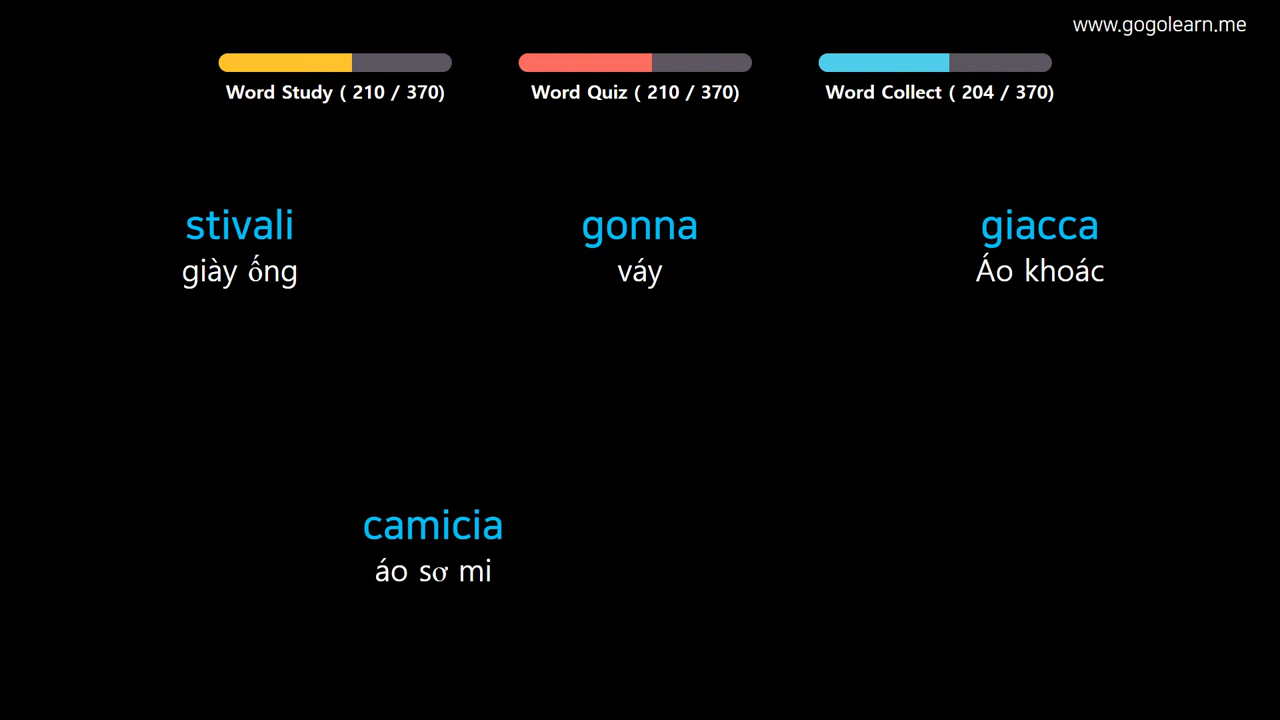 www.gogolearn.me
Word Study ( 210 / 370)
Word Quiz ( 210 / 370)
Word Collect ( 204 / 370)
stivali
giày ống
gonna
váy
giacca
Áo khoác
camicia
áo sơ mi